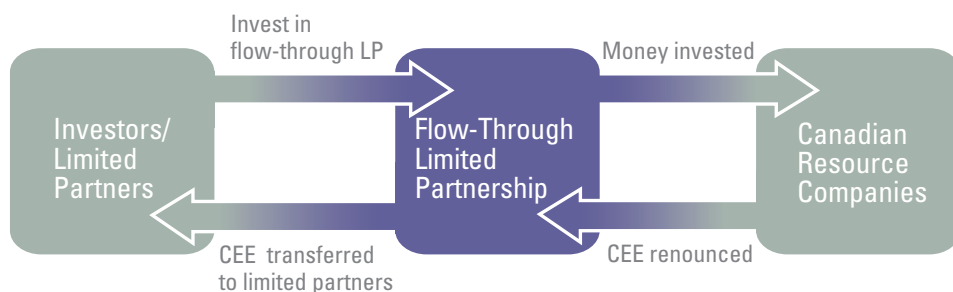 Invest in
flow-through LP
Money invested
Investors/
Limited
Partners
Flow-Through
Limited
Partnership
Canadian
Resource
Companies
CEE transferred
to limited partners
CEE renounced